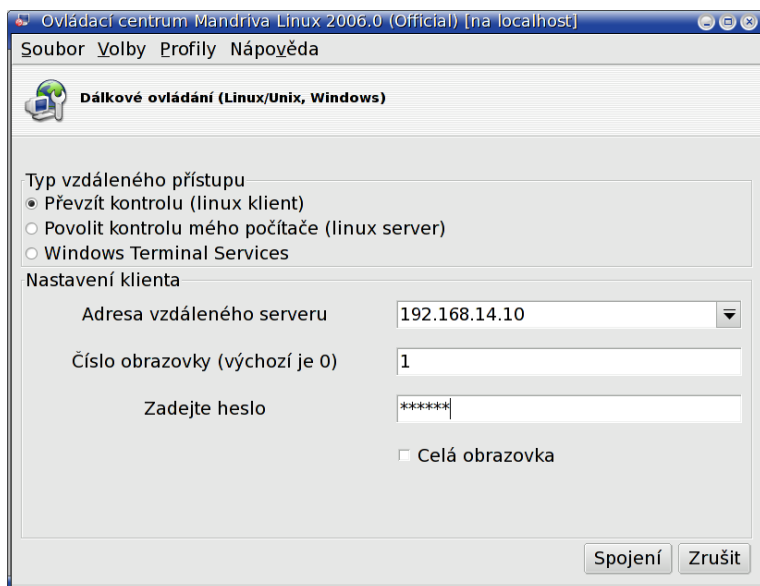 Ovládací centrum Mandriva Linux 2006.0 (Official) [na localhost]
Soubor Volby Profily Nápověda
Dálkové ovládání (Linux/Unix, Windows)
Typ vzdáleného přístupu
Převzít kontrolu (linux klient)
Povolit kontrolu mého počítače (linux server)
Windows Terminal Services
Nastavení klienta
Adresa vzdáleného serveru 192.168.14.10
Číslo obrazovky (výchozí je 0) 1
Zadejte heslo ******
Celá obrazovka
Spojení Zrušit